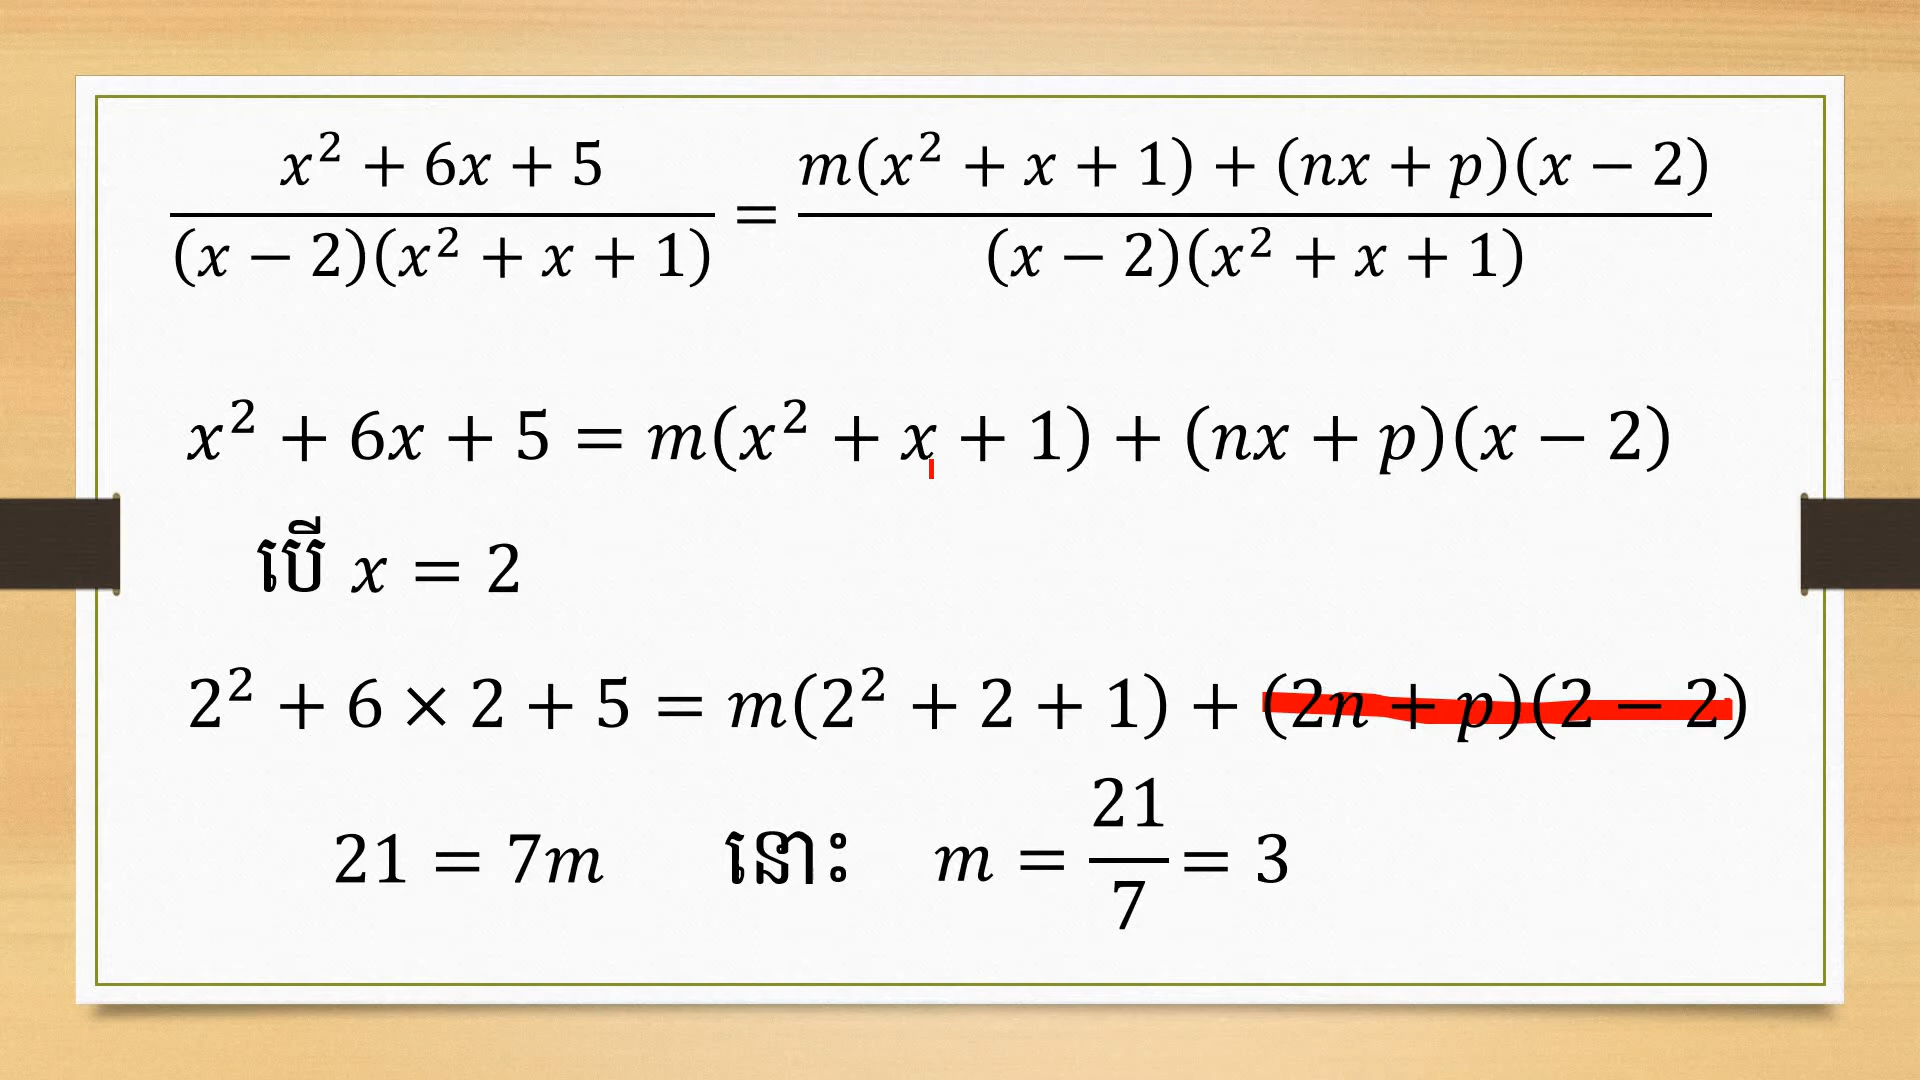 x² + 6x + 5 / (x − 2)(x² + x + 1) = m(x² + x + 1) + (nx + p)(x − 2) / (x − 2)(x² + x + 1)
x² + 6x + 5 = m(x² + x + 1) + (nx + p)(x − 2)
បើ x = 2
2² + 6 × 2 + 5 = m(2² + 2 + 1) + (2n + p)(2 − 2)
21 = 7m នោះ m = 21/7 = 3